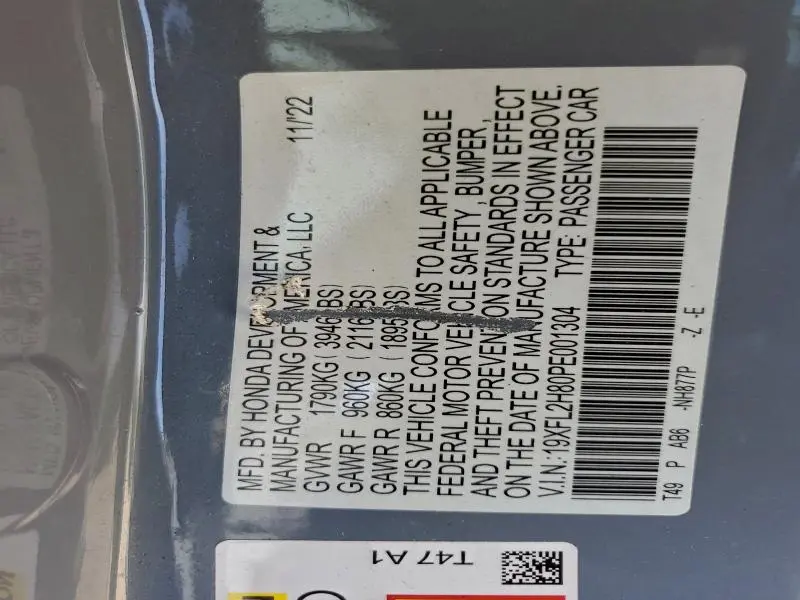 MFD. BY HONDA DEVELOPMENT &
MANUFACTURING OF AMERICA, LLC 11/'22
GVWR 1790KG ( 3946LBS)
GAWR F 960KG ( 2116LBS)
GAWR R 860KG ( 1895LBS)
THIS VEHICLE CONFORMS TO ALL APPLICABLE
FEDERAL MOTOR VEHICLE SAFETY , BUMPER ,
AND THEFT PREVENTION STANDARDS IN EFFECT
ON THE DATE OF MANUFACTURE SHOWN ABOVE.
V.I.N: 19XFL2H80PE001304 TYPE: PASSENGER CAR
T49 P AB6 -NH877P -Z -E
T47 A1